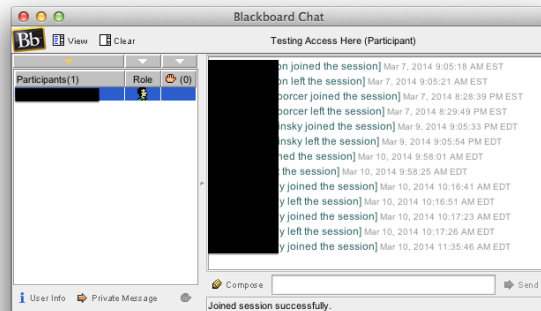 Blackboard Chat
Bb View Clear
Testing Access Here (Participant)
Participants(1) Role (0)
on joined the session] Mar 7, 2014 9:05:18 AM EST
on left the session] Mar 7, 2014 9:05:21 AM EST
porcer joined the session] Mar 7, 2014 8:28:39 PM EST
porcer left the session] Mar 7, 2014 8:29:49 PM EST
insky joined the session] Mar 9, 2014 9:05:33 PM EDT
insky left the session] Mar 9, 2014 9:05:54 PM EDT
ned the session] Mar 10, 2014 9:58:01 AM EDT
the session] Mar 10, 2014 9:58:25 AM EDT
y joined the session] Mar 10, 2014 10:16:41 AM EDT
y left the session] Mar 10, 2014 10:16:51 AM EDT
y joined the session] Mar 10, 2014 10:17:23 AM EDT
y left the session] Mar 10, 2014 10:17:26 AM EDT
y joined the session] Mar 10, 2014 11:35:46 AM EDT
Compose Send
User Info Private Message
Joined session successfully.